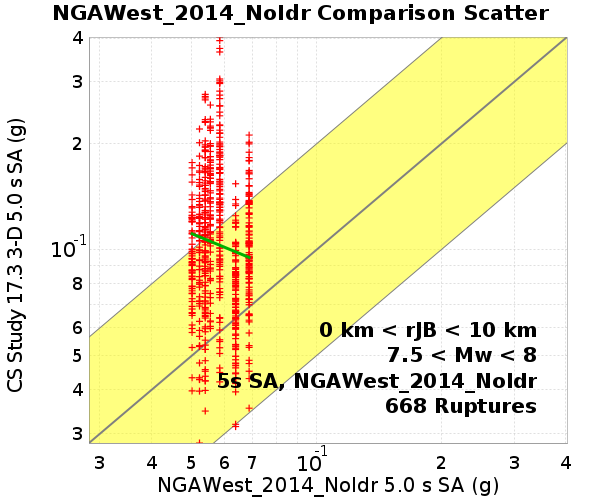 NGAWest_2014_NoIdr Comparison Scatter
CS Study 17.3 3-D 5.0 s SA (g)
4
3
2
10-1
8
6
5
4
3
0 km < rJB < 10 km
7.5 < Mw < 8
5s SA, NGAWest_2014_NoIdr
668 Ruptures
3 4 5 6 7 10-1 2 3 4
NGAWest_2014_NoIdr 5.0 s SA (g)